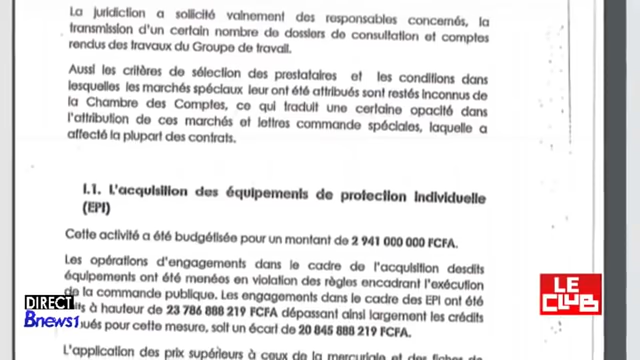 La juridiction a sollicité vainement des responsables concernés, la
transmission d'un certain nombre de dossiers de consultation et comptes
rendus des travaux du Groupe de travail.
Aussi les critères de sélection des prestataires et les conditions dans
lesquelles les marchés spéciaux leur ont été attribués sont restés inconnus de
la Chambre des Comptes, ce qui traduit une certaine opacité dans
l'attribution de ces marchés et lettres commande spéciales, laquelle a
affecté la plupart des contrats.
I.1. L'acquisition des équipements de protection individuelle
(EPI)
Cette activité a été budgétisée pour un montant de 2 941 000 000 FCFA.
Les opérations d'engagements dans le cadre de l'acquisition desdits
équipements ont été menées en violation des règles encadrant l'exécution
de la commande publique. Les engagements dans le cadre des EPI ont été
à hauteur de 23 786 888 219 FCFA dépassant ainsi largement les crédits
pour cette mesure, soit un écart de 20 845 888 219 FCFA.
L'application des prix supérieurs à ceux de la mercuriale et des fiches de
DIRECT
Bnews1
LE
CLUB